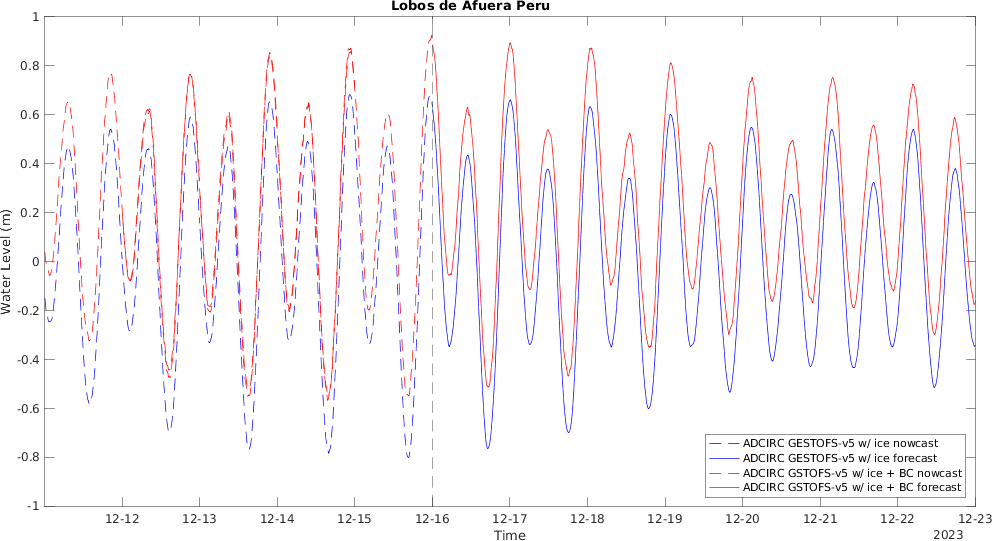 Lobos de Afuera Peru
1
0.8
0.6
0.4
0.2
0
-0.2
-0.4
-0.6
-0.8
-1
Water Level (m)
ADCIRC GESTOFS-v5 w/ ice nowcast
ADCIRC GESTOFS-v5 w/ ice forecast
ADCIRC GSTOFS-v5 w/ ice + BC nowcast
ADCIRC GSTOFS-v5 w/ ice + BC forecast
12-12 12-13 12-14 12-15 12-16 12-17 12-18 12-19 12-20 12-21 12-22 12-23
Time
2023